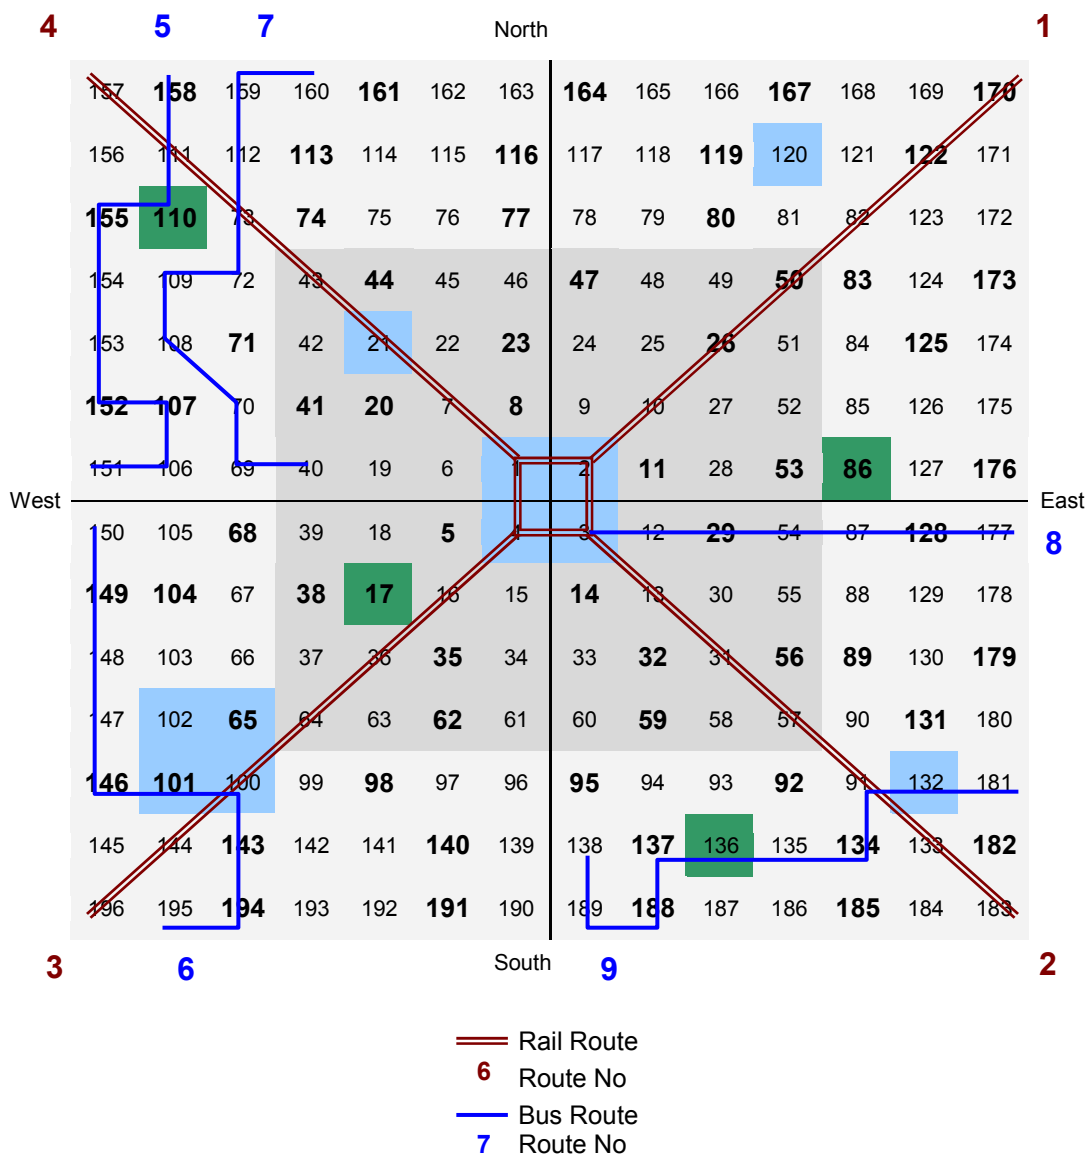 4 5 7 North 1
157 158 159 160 161 162 163 164 165 166 167 168 169 170
156 111 112 113 114 115 116 117 118 119 120 121 122 171
155 110 73 74 75 76 77 78 79 80 81 82 123 172
154 109 72 43 44 45 46 47 48 49 50 83 124 173
153 108 71 42 21 22 23 24 25 26 51 84 125 174
152 107 70 41 20 7 8 9 10 27 52 85 126 175
151 106 69 40 19 6 1 2 11 28 53 86 127 176
West East
150 105 68 39 18 5 4 3 12 29 54 87 128 177 8
149 104 67 38 17 16 15 14 13 30 55 88 129 178
148 103 66 37 36 35 34 33 32 31 56 89 130 179
147 102 65 64 63 62 61 60 59 58 57 90 131 180
146 101 100 99 98 97 96 95 94 93 92 91 132 181
145 144 143 142 141 140 139 138 137 136 135 134 133 182
196 195 194 193 192 191 190 189 188 187 186 185 184 183
3 6 South 9 2
Rail Route
6 Route No
Bus Route
7 Route No